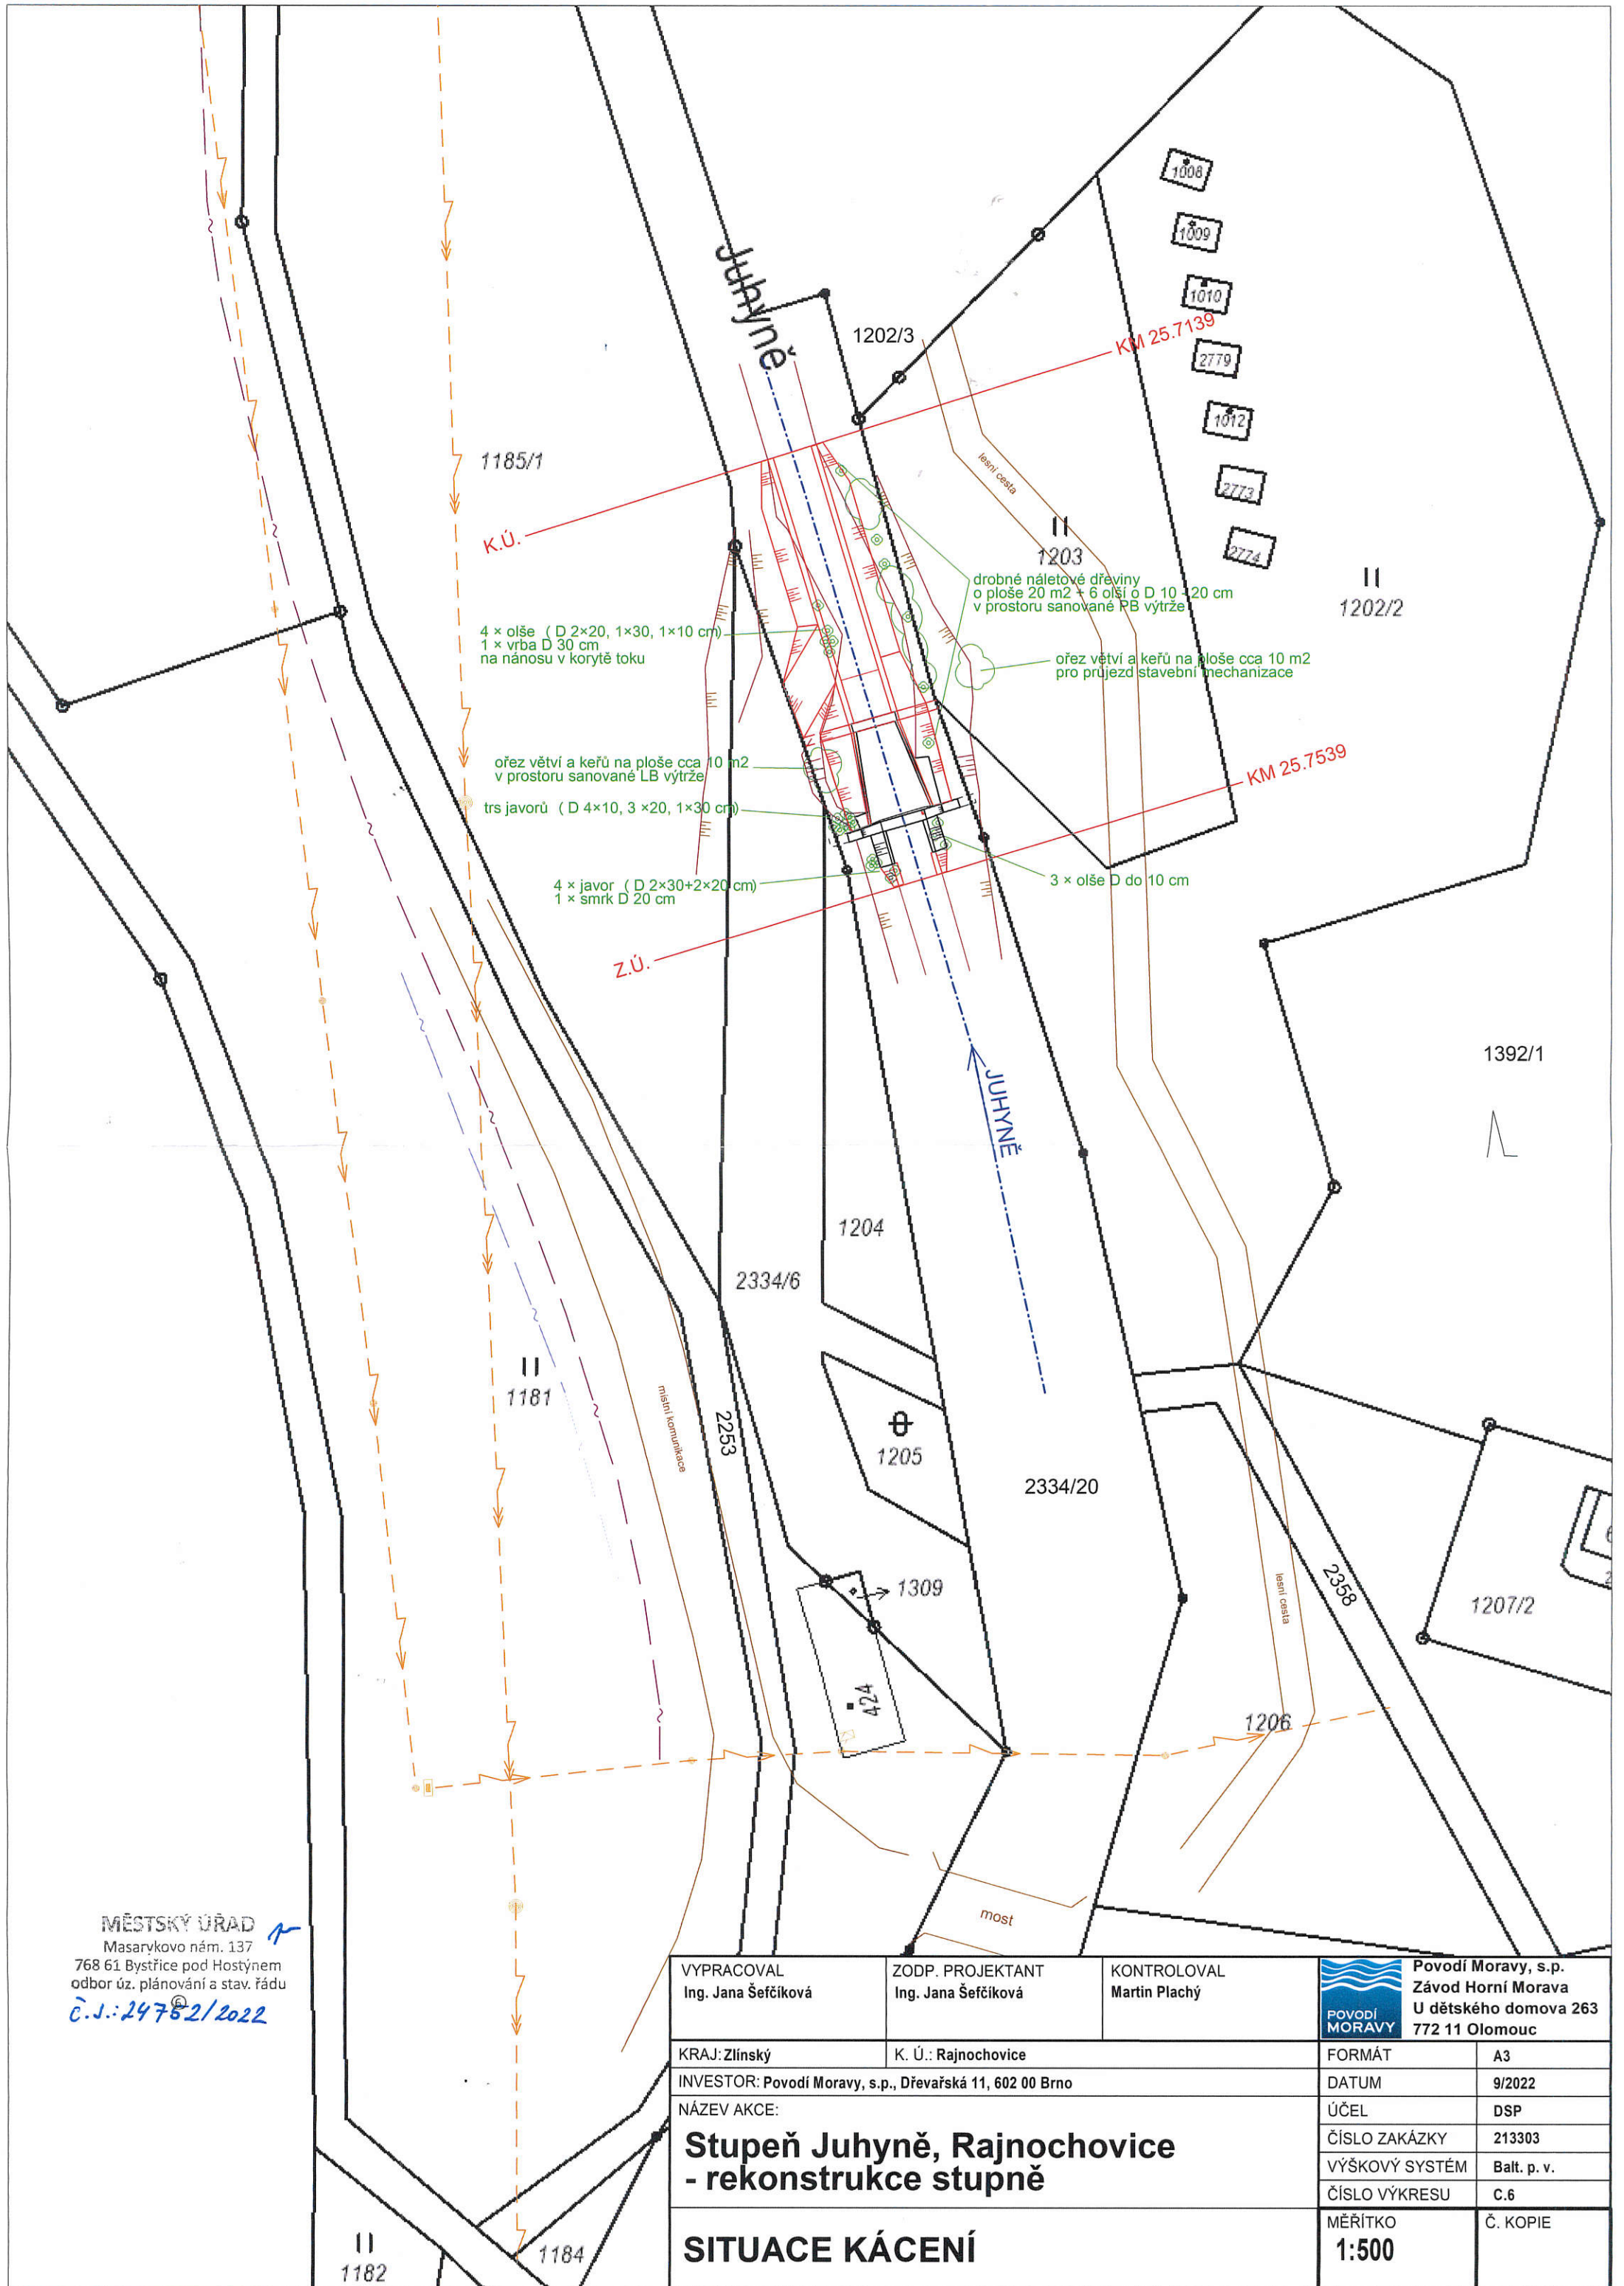 Juhyně
1008
1009
1010
2779
1012
2773
2774
1202/3
KM 25.7139
1185/1
lesní cesta
K.Ú.
1203
1202/2
drobné náletové dřeviny
o ploše 20 m2 + 6 olší o D 10 - 20 cm
v prostoru sanované PB výtrže
4 × olše ( D 2×20, 1×30, 1×10 cm)
1 × vrba D 30 cm
na nánosu v korytě toku
ořez větví a keřů na ploše cca 10 m2
pro průjezd stavební mechanizace
ořez větví a keřů na ploše cca 10 m2
v prostoru sanované LB výtrže
KM 25.7539
trs javorů ( D 4×10, 3 ×20, 1×30 cm)
4 × javor ( D 2×30+2×20 cm)
1 × smrk D 20 cm
3 × olše D do 10 cm
Z.Ú.
1392/1
JUHYNĚ
1204
2334/6
1181
místní komunikace
2253
1205
2334/20
1309
lesní cesta
2358
1207/2
424
1206
most
MĚSTSKÝ ÚŘAD
Masarykovo nám. 137
768 61 Bystřice pod Hostýnem
odbor úz. plánování a stav. řádu
6
č.j.: 24762/2022
VYPRACOVAL
Ing. Jana Šefčíková
ZODP. PROJEKTANT
Ing. Jana Šefčíková
KONTROLOVAL
Martin Plachý
POVODÍ
MORAVY
Povodí Moravy, s.p.
Závod Horní Morava
U dětského domova 263
772 11 Olomouc
KRAJ: Zlínský
K. Ú.: Rajnochovice
FORMÁT A3
INVESTOR: Povodí Moravy, s.p., Dřevařská 11, 602 00 Brno
DATUM 9/2022
NÁZEV AKCE:
Stupeň Juhyně, Rajnochovice
- rekonstrukce stupně
ÚČEL DSP
ČÍSLO ZAKÁZKY 213303
VÝŠKOVÝ SYSTÉM Balt. p. v.
ČÍSLO VÝKRESU C.6
SITUACE KÁCENÍ
MĚŘÍTKO
1:500
Č. KOPIE
1182
1184